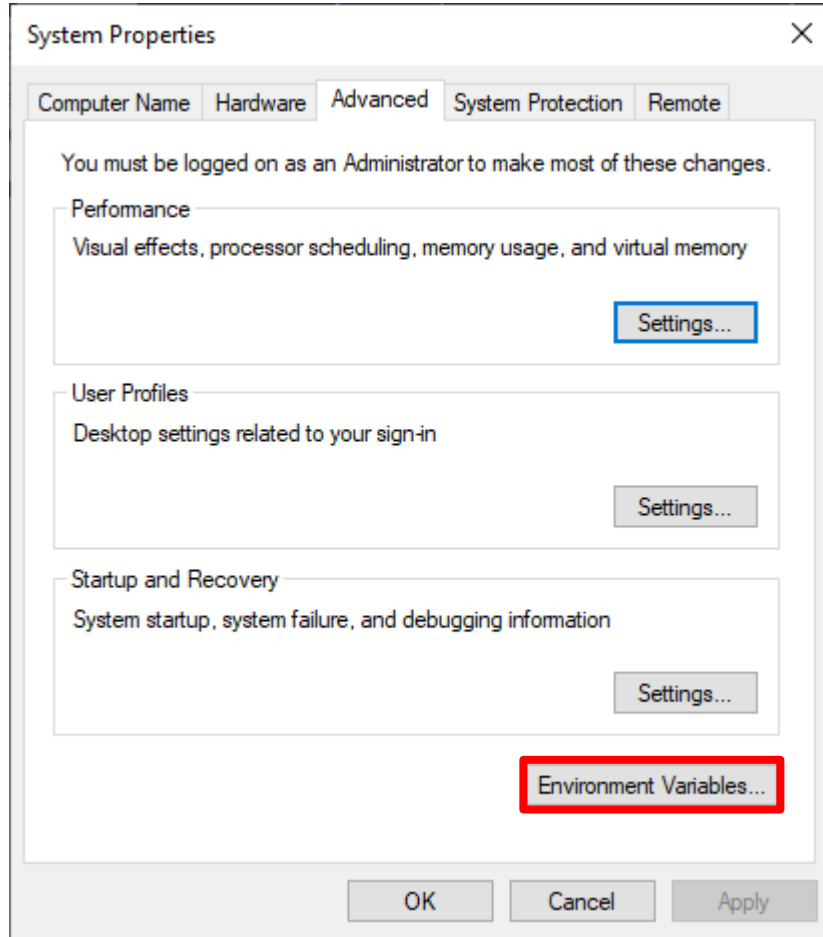 System Properties
Computer Name Hardware Advanced System Protection Remote
You must be logged on as an Administrator to make most of these changes.
Performance
Visual effects, processor scheduling, memory usage, and virtual memory
Settings...
User Profiles
Desktop settings related to your sign-in
Settings...
Startup and Recovery
System startup, system failure, and debugging information
Settings...
Environment Variables...
OK Cancel Apply